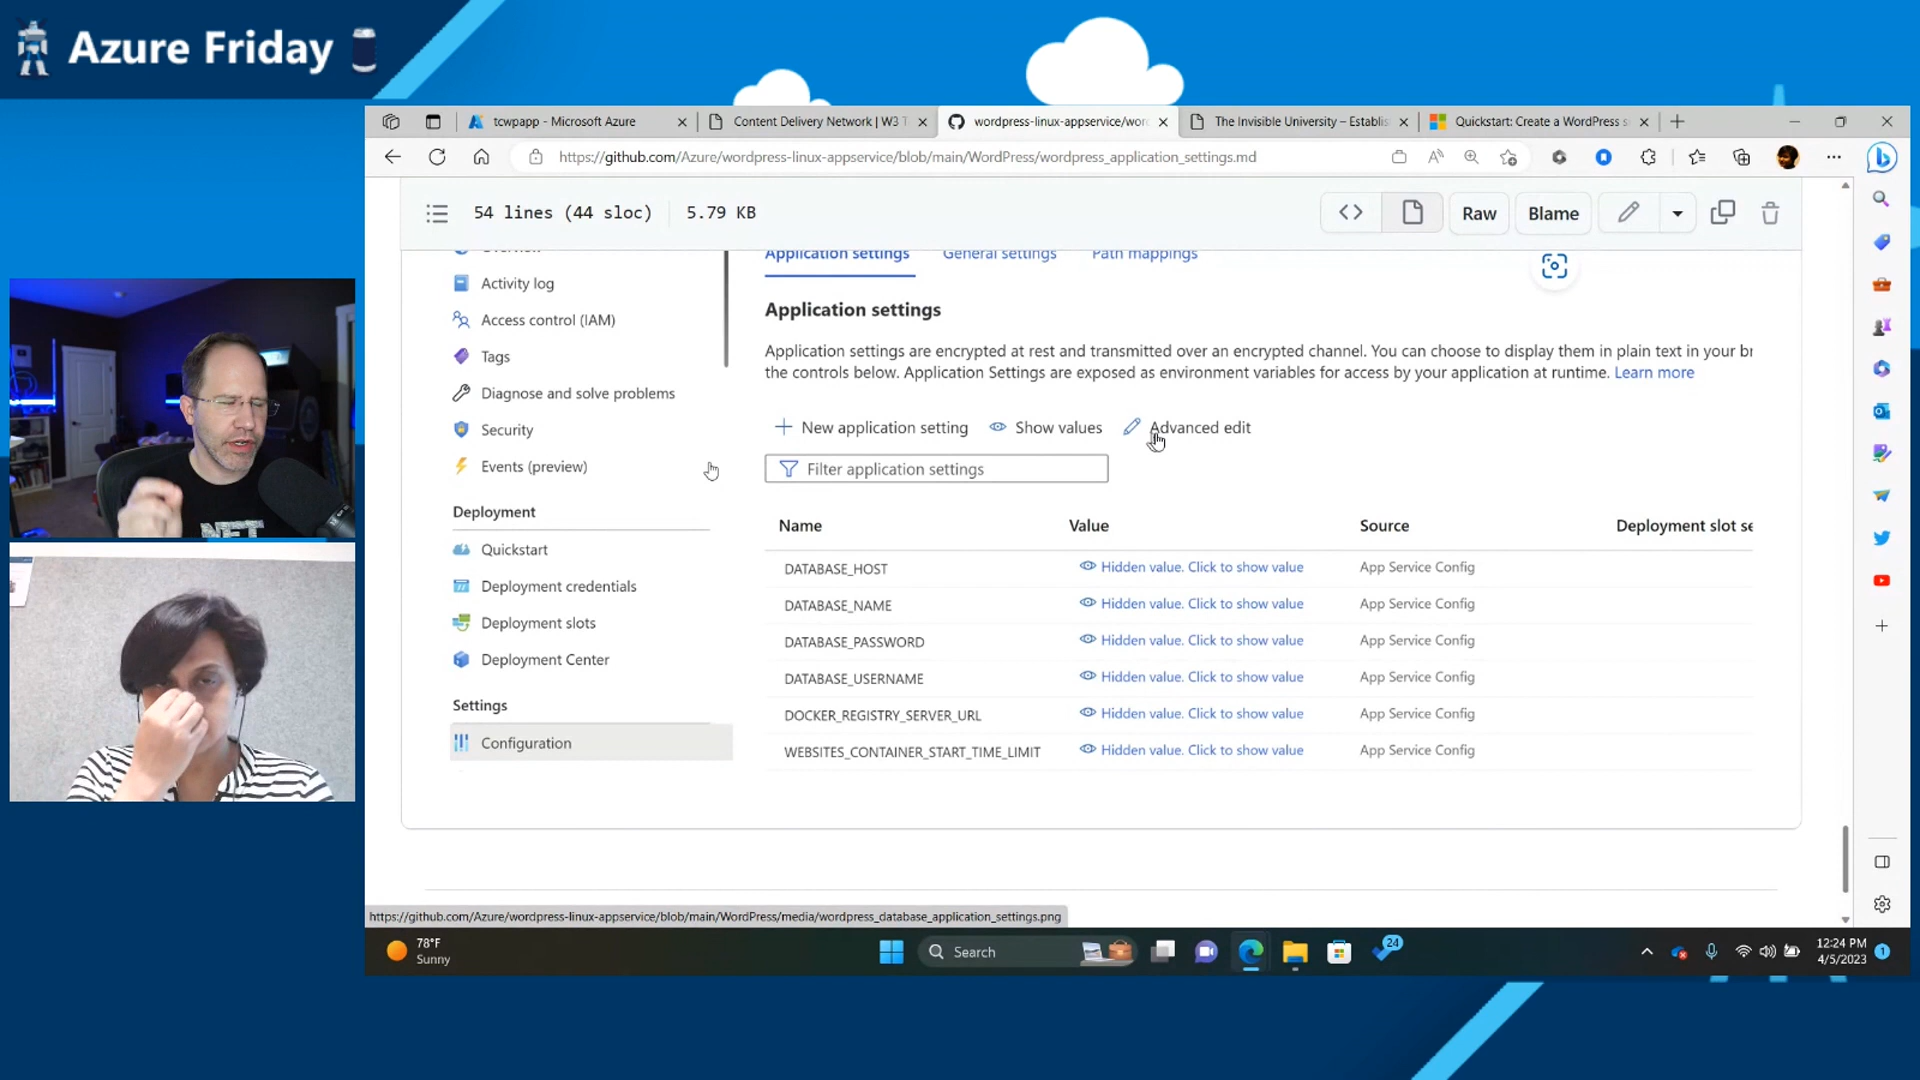 Azure Friday
tcwpapp - Microsoft Azure
Content Delivery Network | W3 T
wordpress-linux-appservice/wor
The Invisible University – Establis
Quickstart: Create a WordPress s
https://github.com/Azure/wordpress-linux-appservice/blob/main/WordPress/wordpress_application_settings.md
54 lines (44 sloc)
5.79 KB
Raw
Blame
Overview
Activity log
Access control (IAM)
Tags
Diagnose and solve problems
Security
Events (preview)
Deployment
Quickstart
Deployment credentials
Deployment slots
Deployment Center
Settings
Configuration
Application settings
General settings
Path mappings
Application settings
Application settings are encrypted at rest and transmitted over an encrypted channel. You can choose to display them in plain text in your br
the controls below. Application Settings are exposed as environment variables for access by your application at runtime. Learn more
New application setting
Show values
Advanced edit
Filter application settings
Name Value Source Deployment slot se
DATABASE_HOST Hidden value. Click to show value App Service Config
DATABASE_NAME Hidden value. Click to show value App Service Config
DATABASE_PASSWORD Hidden value. Click to show value App Service Config
DATABASE_USERNAME Hidden value. Click to show value App Service Config
DOCKER_REGISTRY_SERVER_URL Hidden value. Click to show value App Service Config
WEBSITES_CONTAINER_START_TIME_LIMIT Hidden value. Click to show value App Service Config
https://github.com/Azure/wordpress-linux-appservice/blob/main/WordPress/media/wordpress_database_application_settings.png
78°F
Sunny
Search
24
12:24 PM
4/5/2023
1
.NET